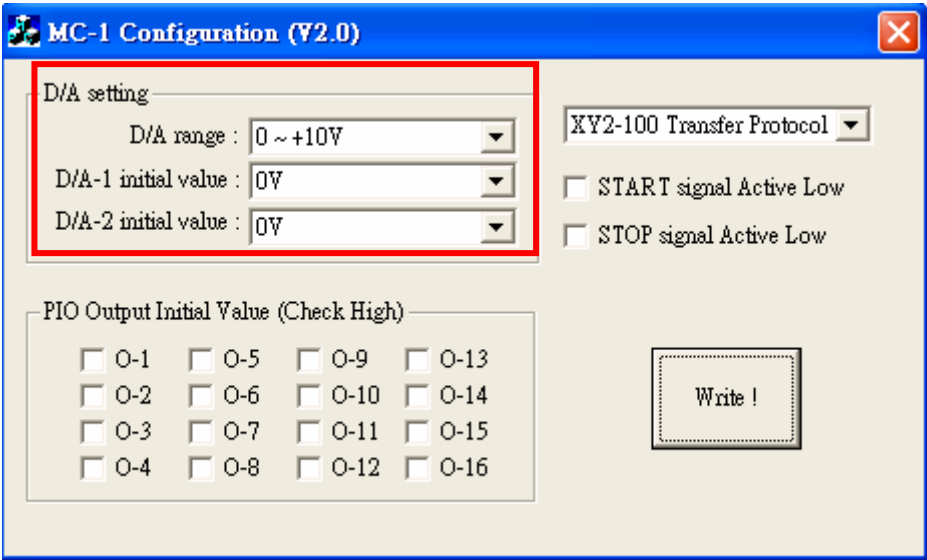 MC-1 Configuration (V2.0)
D/A setting
D/A range : 0 ~ +10V
D/A-1 initial value : 0V
D/A-2 initial value : 0V
XY2-100 Transfer Protocol
START signal Active Low
STOP signal Active Low
PIO Output Initial Value (Check High)
O-1 O-5 O-9 O-13
O-2 O-6 O-10 O-14
O-3 O-7 O-11 O-15
O-4 O-8 O-12 O-16
Write !